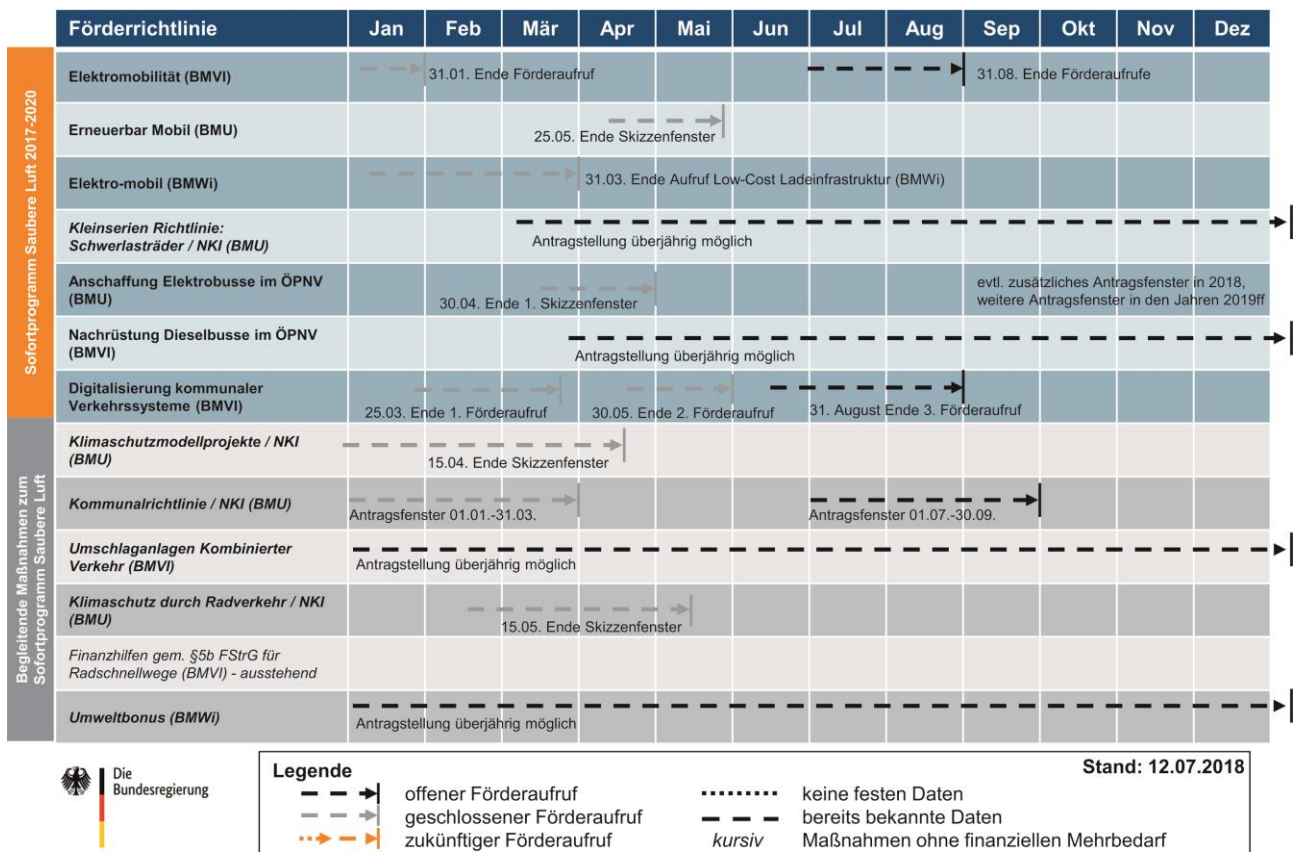 Förderrichtlinie Jan Feb Mär Apr Mai Jun Jul Aug Sep Okt Nov Dez
Sofortprogramm Saubere Luft 2017-2020
Elektromobilität (BMVI)
31.01. Ende Förderaufruf
31.08. Ende Förderaufrufe
Erneuerbar Mobil (BMU)
25.05. Ende Skizzenfenster
Elektro-mobil (BMWi)
31.03. Ende Aufruf Low-Cost Ladeinfrastruktur (BMWi)
Kleinserien Richtlinie:
Schwerlasträder / NKI (BMU)
Antragstellung überjährig möglich
Anschaffung Elektrobusse im ÖPNV
(BMU)
30.04. Ende 1. Skizzenfenster
evtl. zusätzliches Antragsfenster in 2018,
weitere Antragsfenster in den Jahren 2019ff
Nachrüstung Dieselbusse im ÖPNV
(BMVI)
Antragstellung überjährig möglich
Digitalisierung kommunaler
Verkehrssysteme (BMVI)
25.03. Ende 1. Förderaufruf
30.05. Ende 2. Förderaufruf
31. August Ende 3. Förderaufruf
Begleitende Maßnahmen zum
Sofortprogramm Saubere Luft
Klimaschutzmodellprojekte / NKI
(BMU)
15.04. Ende Skizzenfenster
Kommunalrichtlinie / NKI (BMU)
Antragsfenster 01.01.-31.03.
Antragsfenster 01.07.-30.09.
Umschlaganlagen Kombinierter
Verkehr (BMVI)
Antragstellung überjährig möglich
Klimaschutz durch Radverkehr / NKI
(BMU)
15.05. Ende Skizzenfenster
Finanzhilfen gem. §5b FStrG für
Radschnellwege (BMVI) - ausstehend
Umweltbonus (BMWi)
Antragstellung überjährig möglich
Die
Bundesregierung
Legende
Stand: 12.07.2018
offener Förderaufruf
keine festen Daten
geschlossener Förderaufruf
bereits bekannte Daten
zukünftiger Förderaufruf
kursiv Maßnahmen ohne finanziellen Mehrbedarf